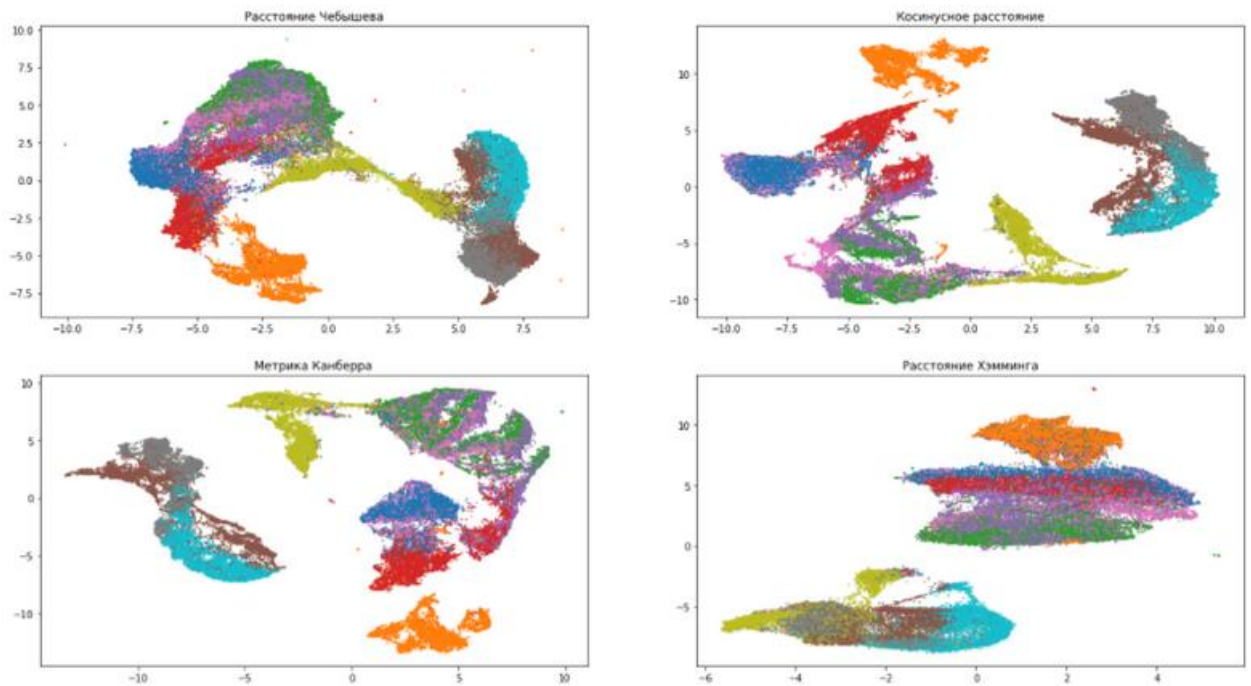 Расстояние Чебышева
10.0
7.5
5.0
2.5
0.0
−2.5
−5.0
−7.5
−10.0 −7.5 −5.0 −2.5 0.0 2.5 5.0 7.5
Косинусное расстояние
10
5
0
−5
−10
−10.0 −7.5 −5.0 −2.5 0.0 2.5 5.0 7.5 10.0
Метрика Канберра
10
5
0
−5
−10
−10 −5 0 5 10
Расстояние Хэмминга
10
5
0
−5
−6 −4 −2 0 2 4